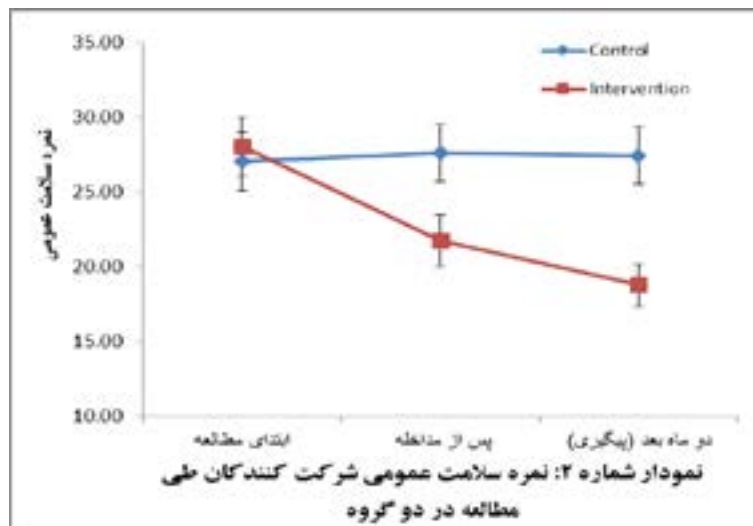 35.00
30.00
25.00
20.00
15.00
10.00
Control
Intervention
نمره سلامت عمومی
ابتدای مطالعه
پس از مداخله
دو ماه بعد (پیگیری)
نمودار شماره ۲: نمره سلامت عمومی شرکت کنندگان طی
مطالعه در دو گروه